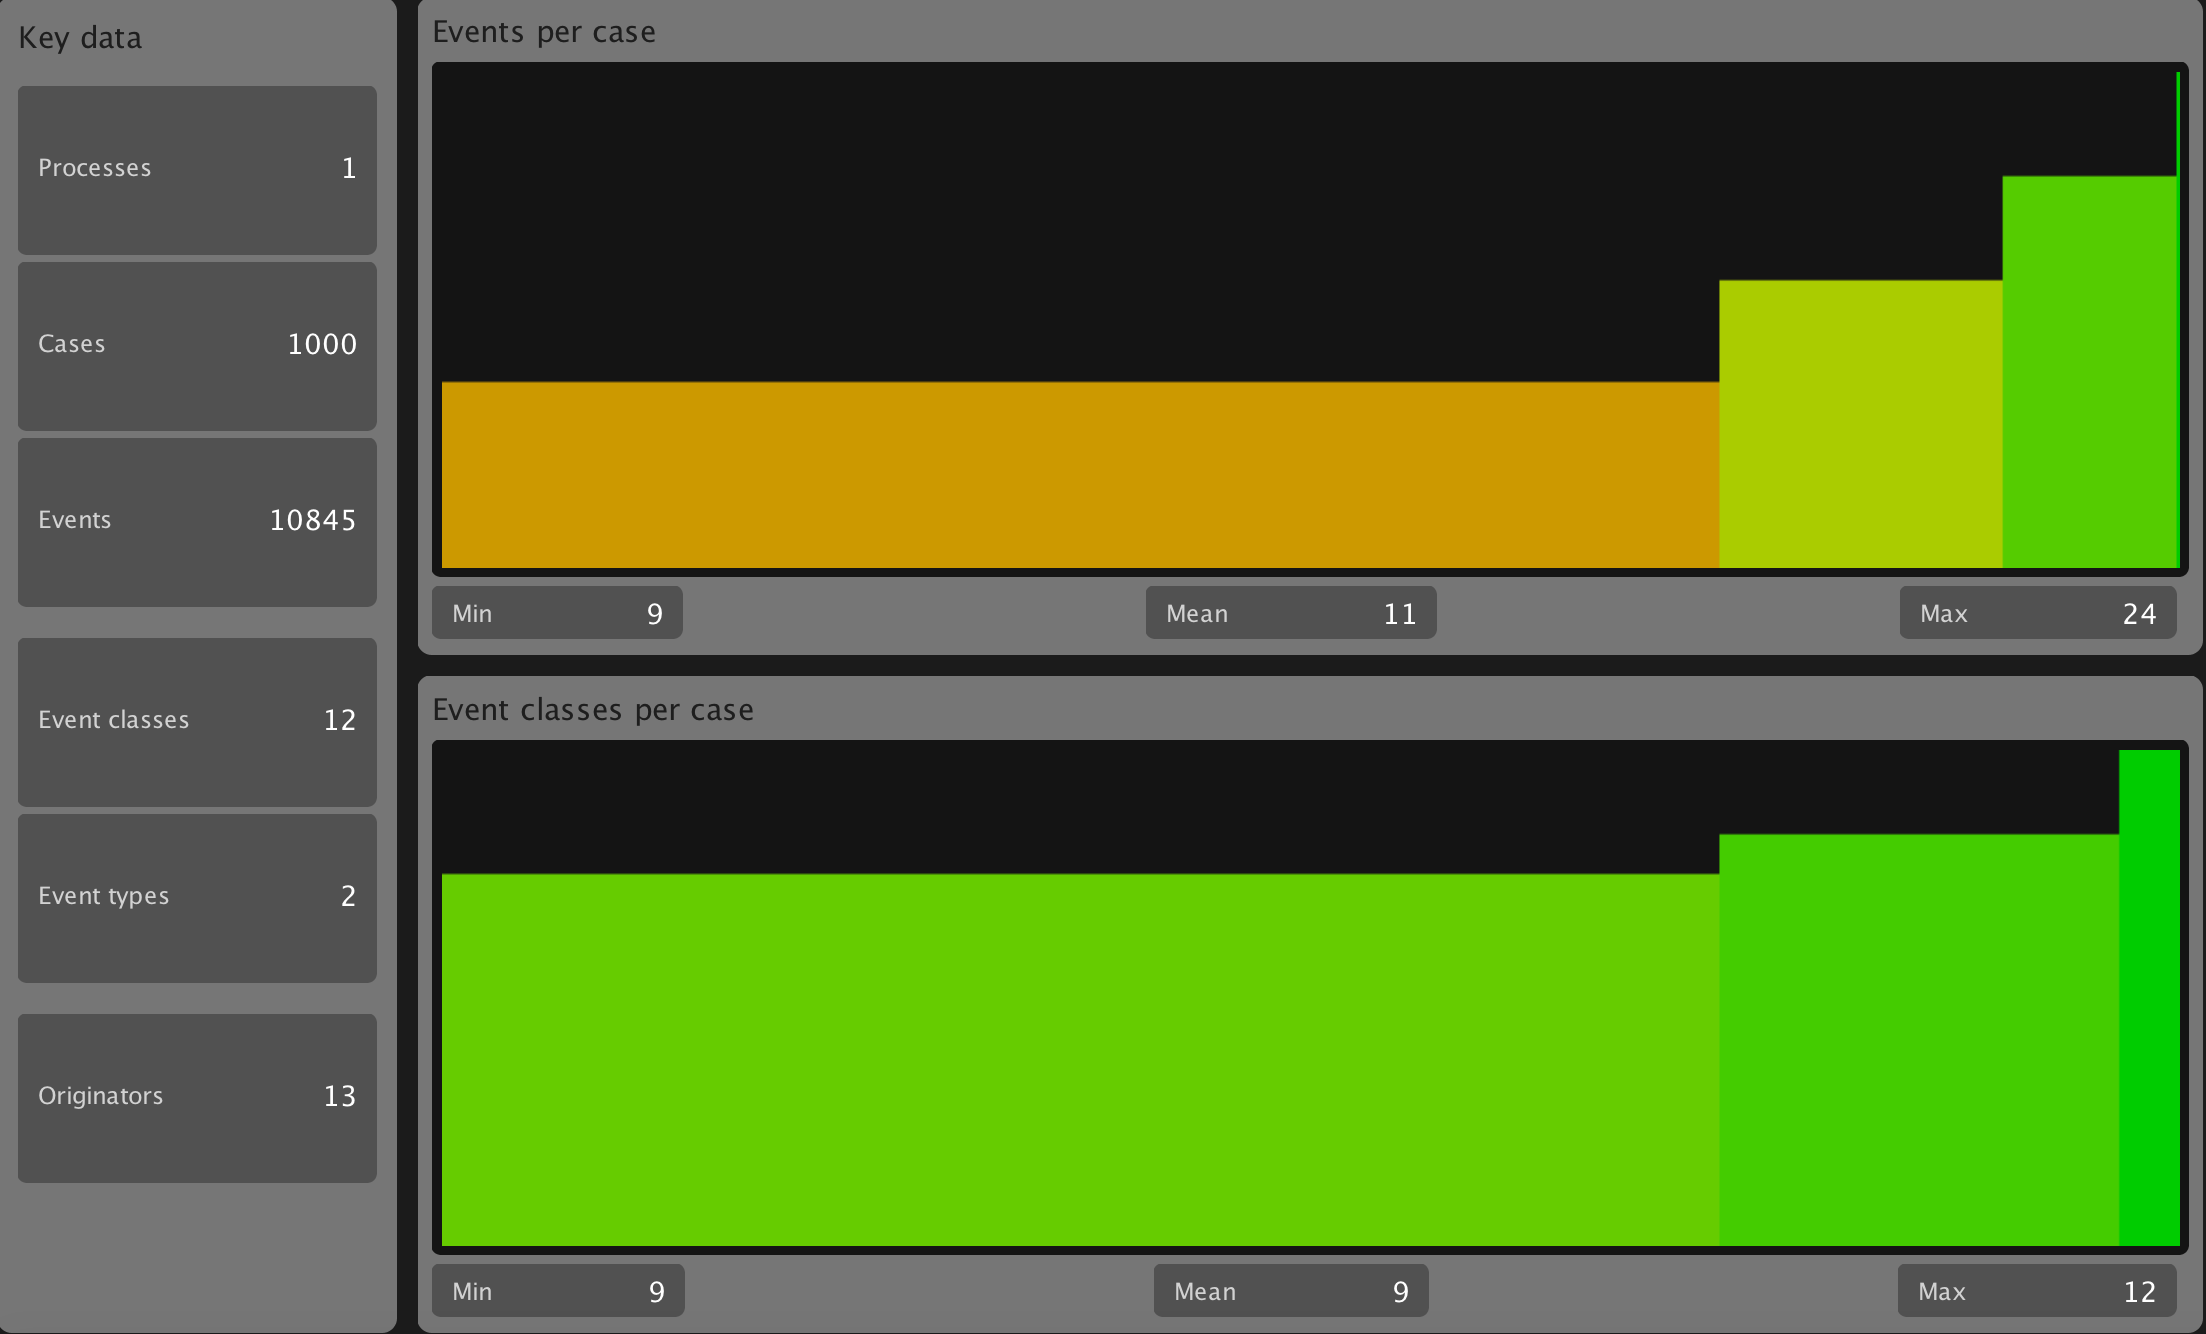 Key data
Processes 1
Cases 1000
Events 10845
Event classes 12
Event types 2
Originators 13
Events per case
Min 9 Mean 11 Max 24
Event classes per case
Min 9 Mean 9 Max 12